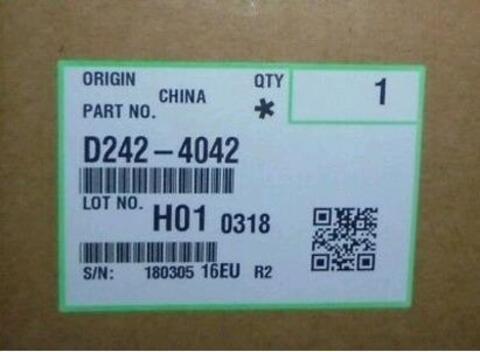 ORIGIN CHINA QTY 1
PART NO. *
D242-4042
LOT NO. H01 0318
S/N: 180305 16EU R2